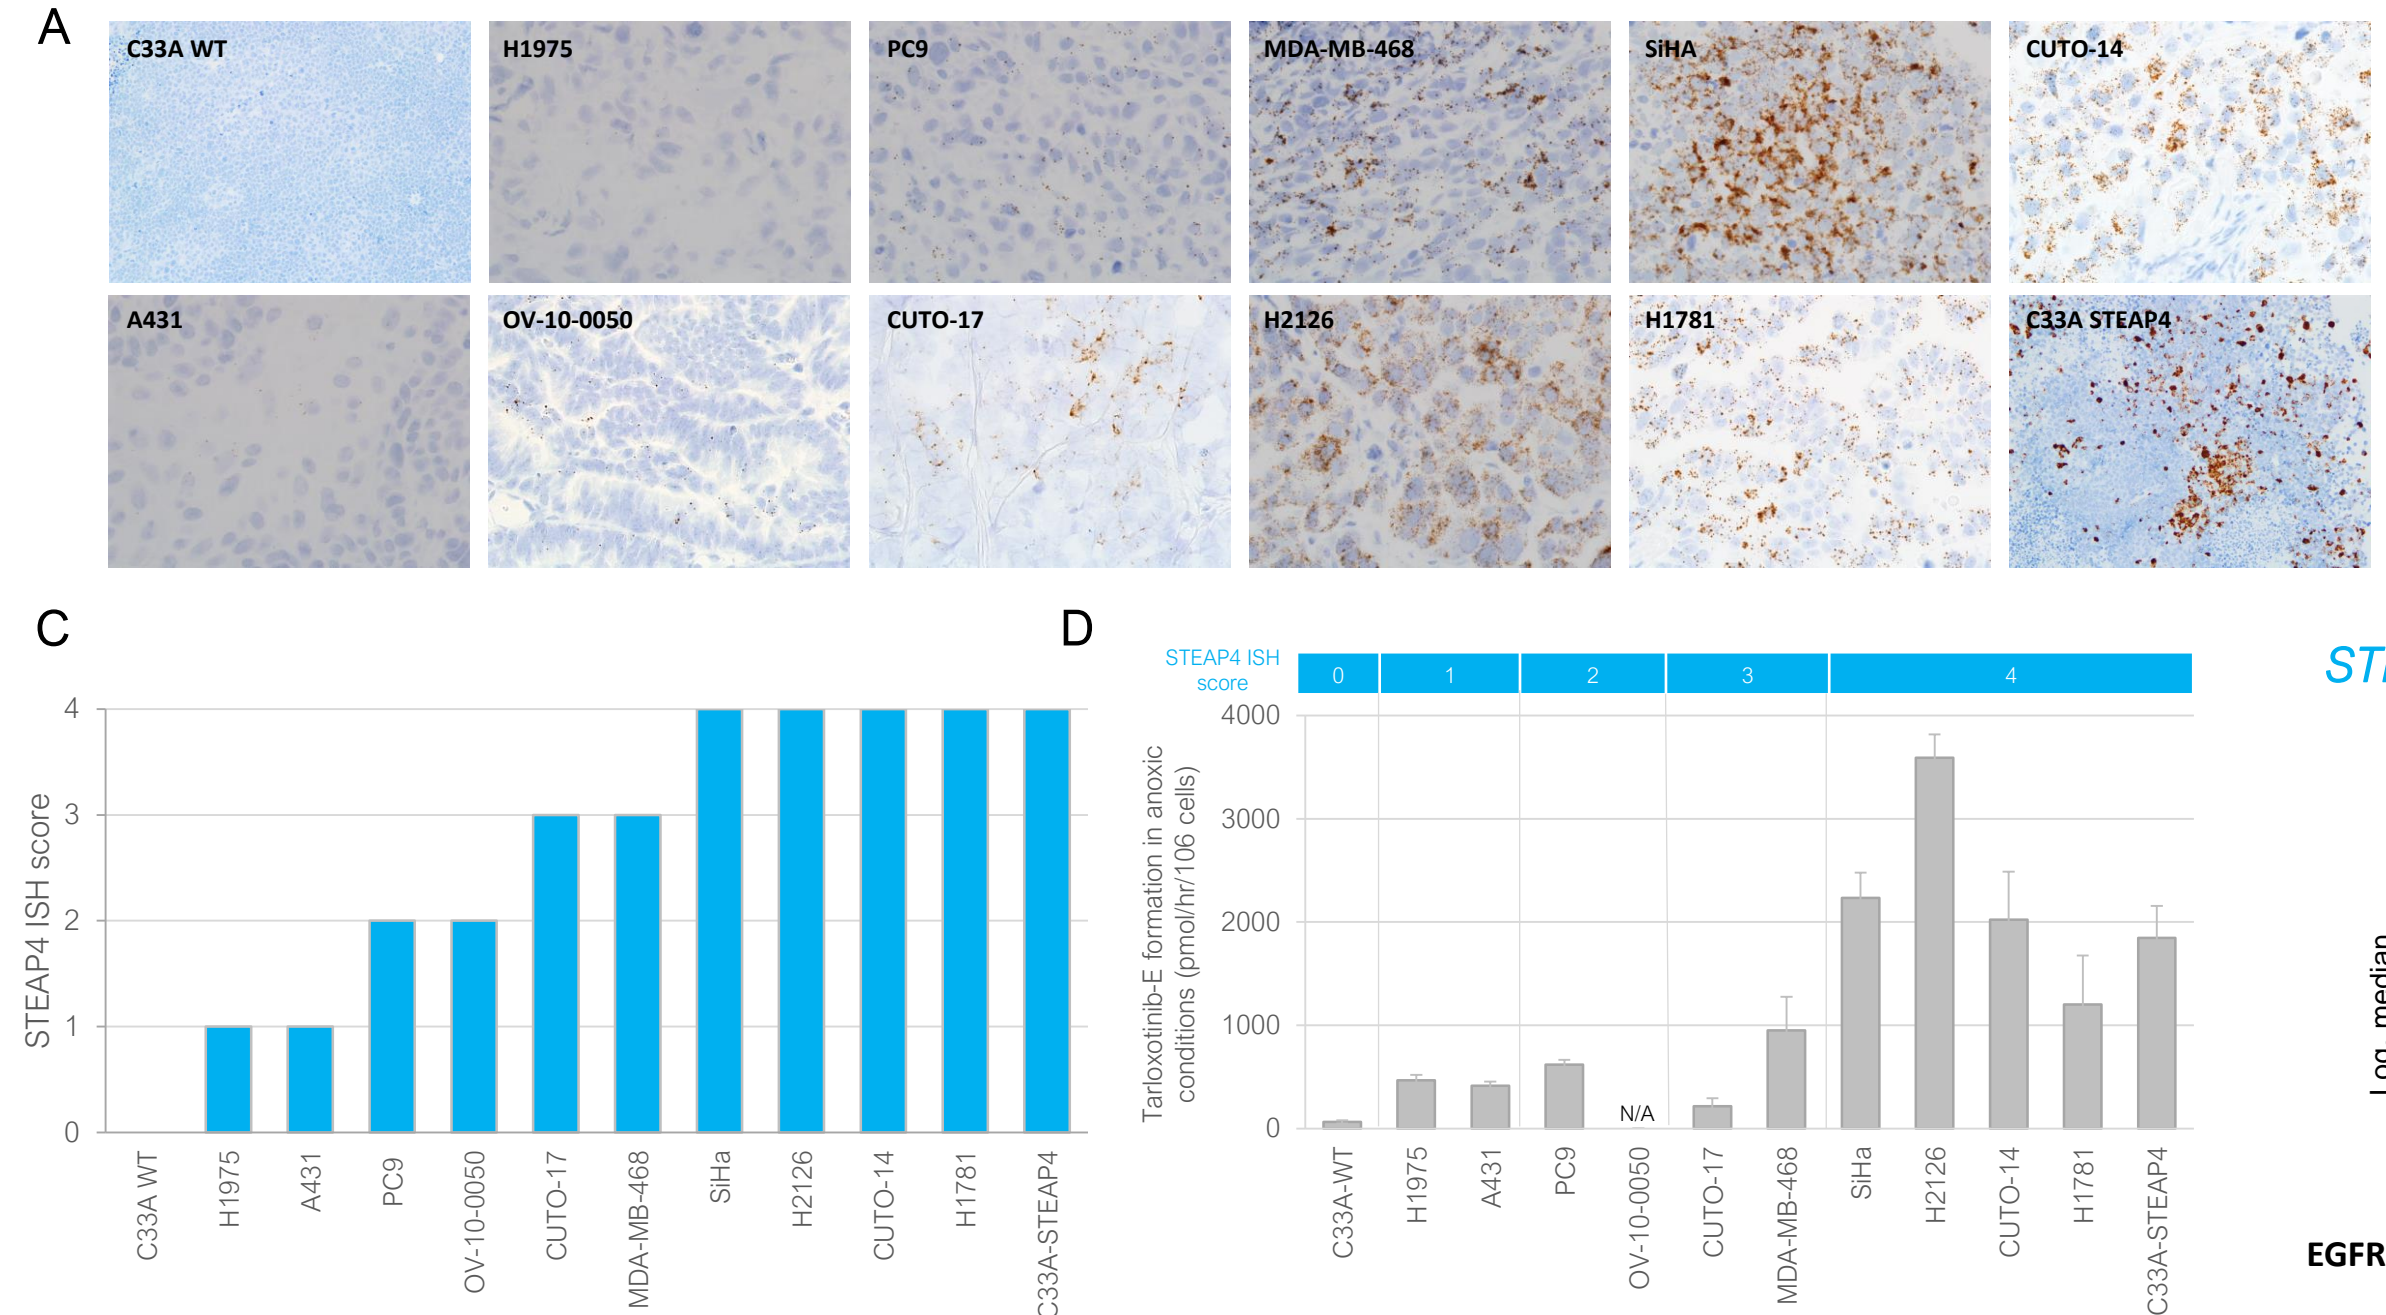 A
C33A WT
H1975
PC9
MDA-MB-468
SiHA
CUTO-14
A431
OV-10-0050
CUTO-17
H2126
H1781
C33A STEAP4
C
STEAP4 ISH score
4
3
2
1
0
C33A WT
H1975
A431
PC9
OV-10-0050
CUTO-17
MDA-MB-468
SiHa
H2126
CUTO-14
H1781
C33A-STEAP4
D
STEAP4 ISH
score
0
1
2
3
4
Tarloxotinib-E formation in anoxic
conditions (pmol/hr/106 cells)
4000
3000
2000
1000
0
N/A
C33A-WT
H1975
A431
PC9
OV-10-0050
CUTO-17
MDA-MB-468
SiHa
H2126
CUTO-14
H1781
C33A-STEAP4
EGFR